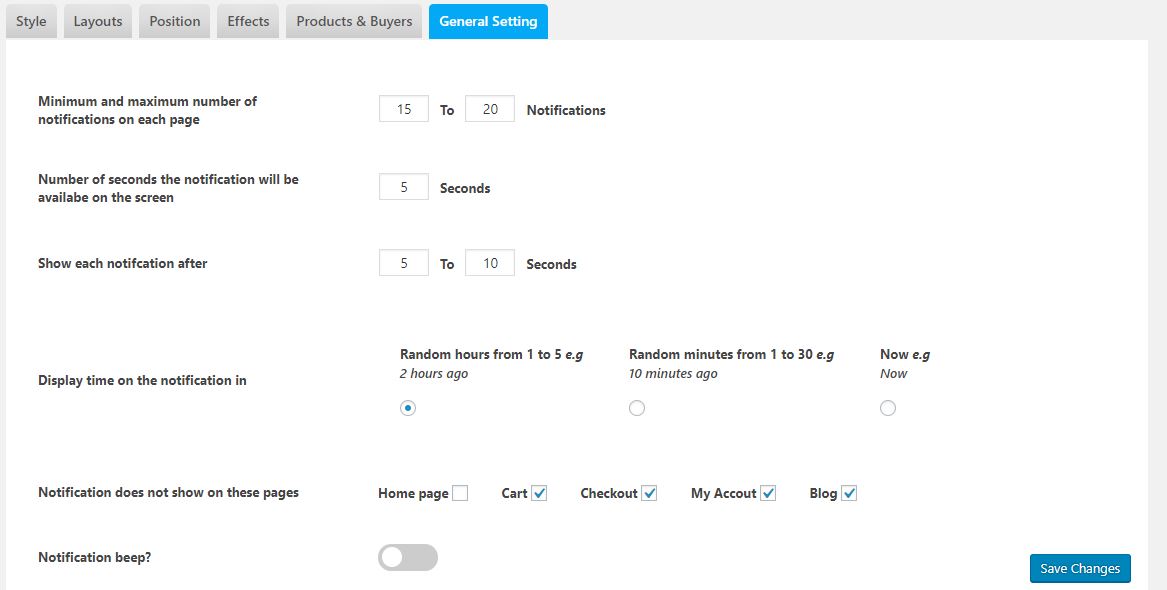 Style Layouts Position Effects Products & Buyers General Setting
Minimum and maximum number of
notifications on each page
15 To 20 Notifications
Number of seconds the notification will be
availabe on the screen
5 Seconds
Show each notifcation after
5 To 10 Seconds
Display time on the notification in
Random hours from 1 to 5 e.g
2 hours ago
Random minutes from 1 to 30 e.g
10 minutes ago
Now e.g
Now
Notification does not show on these pages
Home page Cart Checkout My Accout Blog
Notification beep?
Save Changes